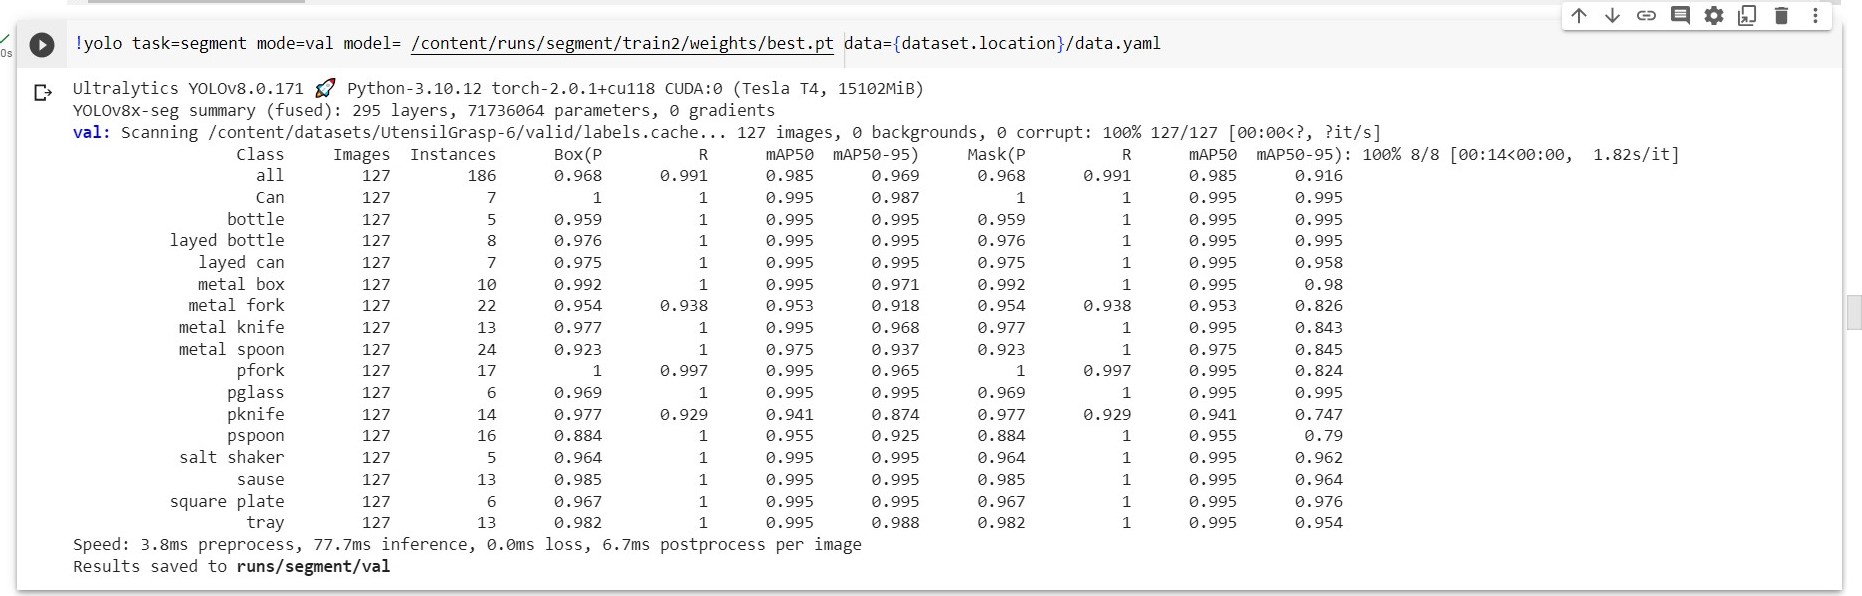 !yolo task=segment mode=val model= /content/runs/segment/train2/weights/best.pt data={dataset.location}/data.yaml
0s
Ultralytics YOLOv8.0.171 🚀 Python-3.10.12 torch-2.0.1+cu118 CUDA:0 (Tesla T4, 15102MiB)
YOLOv8x-seg summary (fused): 295 layers, 71736064 parameters, 0 gradients
val: Scanning /content/datasets/UtensilGrasp-6/valid/labels.cache... 127 images, 0 backgrounds, 0 corrupt: 100% 127/127 [00:00<?, ?it/s]
Class Images Instances Box(P R mAP50 mAP50-95) Mask(P R mAP50 mAP50-95): 100% 8/8 [00:14<00:00, 1.82s/it]
all 127 186 0.968 0.991 0.985 0.969 0.968 0.991 0.985 0.916
Can 127 7 1 1 0.995 0.987 1 1 0.995 0.995
bottle 127 5 0.959 1 0.995 0.995 0.959 1 0.995 0.995
layed bottle 127 8 0.976 1 0.995 0.995 0.976 1 0.995 0.995
layed can 127 7 0.975 1 0.995 0.995 0.975 1 0.995 0.958
metal box 127 10 0.992 1 0.995 0.971 0.992 1 0.995 0.98
metal fork 127 22 0.954 0.938 0.953 0.918 0.954 0.938 0.953 0.826
metal knife 127 13 0.977 1 0.995 0.968 0.977 1 0.995 0.843
metal spoon 127 24 0.923 1 0.975 0.937 0.923 1 0.975 0.845
pfork 127 17 1 0.997 0.995 0.965 1 0.997 0.995 0.824
pglass 127 6 0.969 1 0.995 0.995 0.969 1 0.995 0.995
pknife 127 14 0.977 0.929 0.941 0.874 0.977 0.929 0.941 0.747
pspoon 127 16 0.884 1 0.955 0.925 0.884 1 0.955 0.79
salt shaker 127 5 0.964 1 0.995 0.995 0.964 1 0.995 0.962
sause 127 13 0.985 1 0.995 0.995 0.985 1 0.995 0.964
square plate 127 6 0.967 1 0.995 0.995 0.967 1 0.995 0.976
tray 127 13 0.982 1 0.995 0.988 0.982 1 0.995 0.954
Speed: 3.8ms preprocess, 77.7ms inference, 0.0ms loss, 6.7ms postprocess per image
Results saved to runs/segment/val